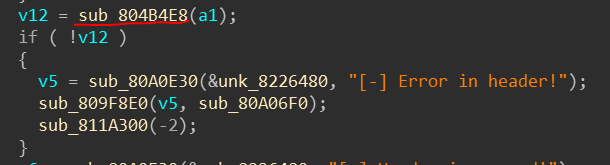 v12 = sub_804B4E8(a1);
if ( !v12 )
{
v5 = sub_80A0E30(&unk_8226480, "[-] Error in header!");
sub_809F8E0(v5, sub_80A06F0);
sub_811A300(-2);
}